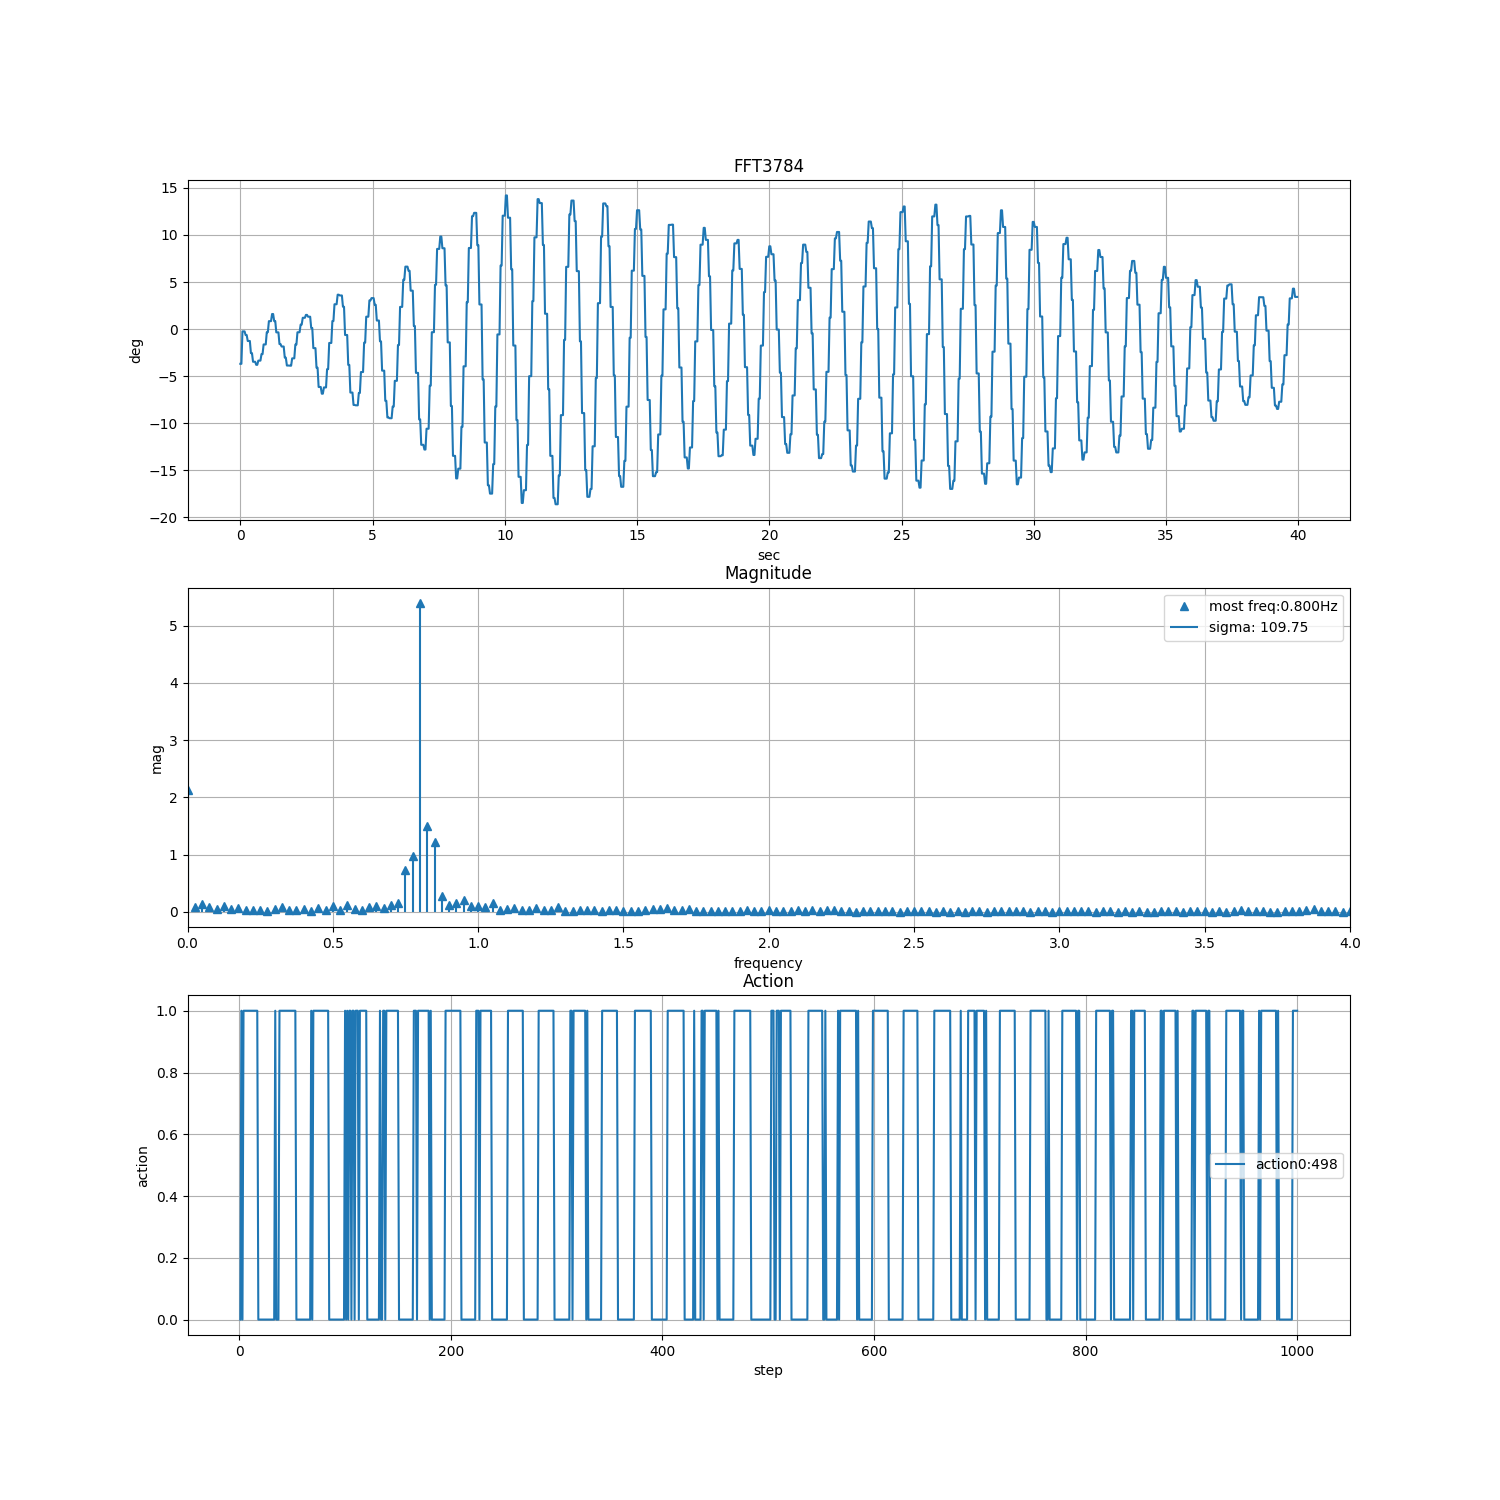 FFT3784
15
10
5
0
−5
−10
−15
−20
deg
0 5 10 15 20 25 30 35 40
sec
Magnitude
most freq:0.800Hz
sigma: 109.75
5
4
3
2
1
0
mag
0.0 0.5 1.0 1.5 2.0 2.5 3.0 3.5 4.0
frequency
Action
1.0
0.8
0.6
0.4
0.2
0.0
action
action0:498
0 200 400 600 800 1000
step